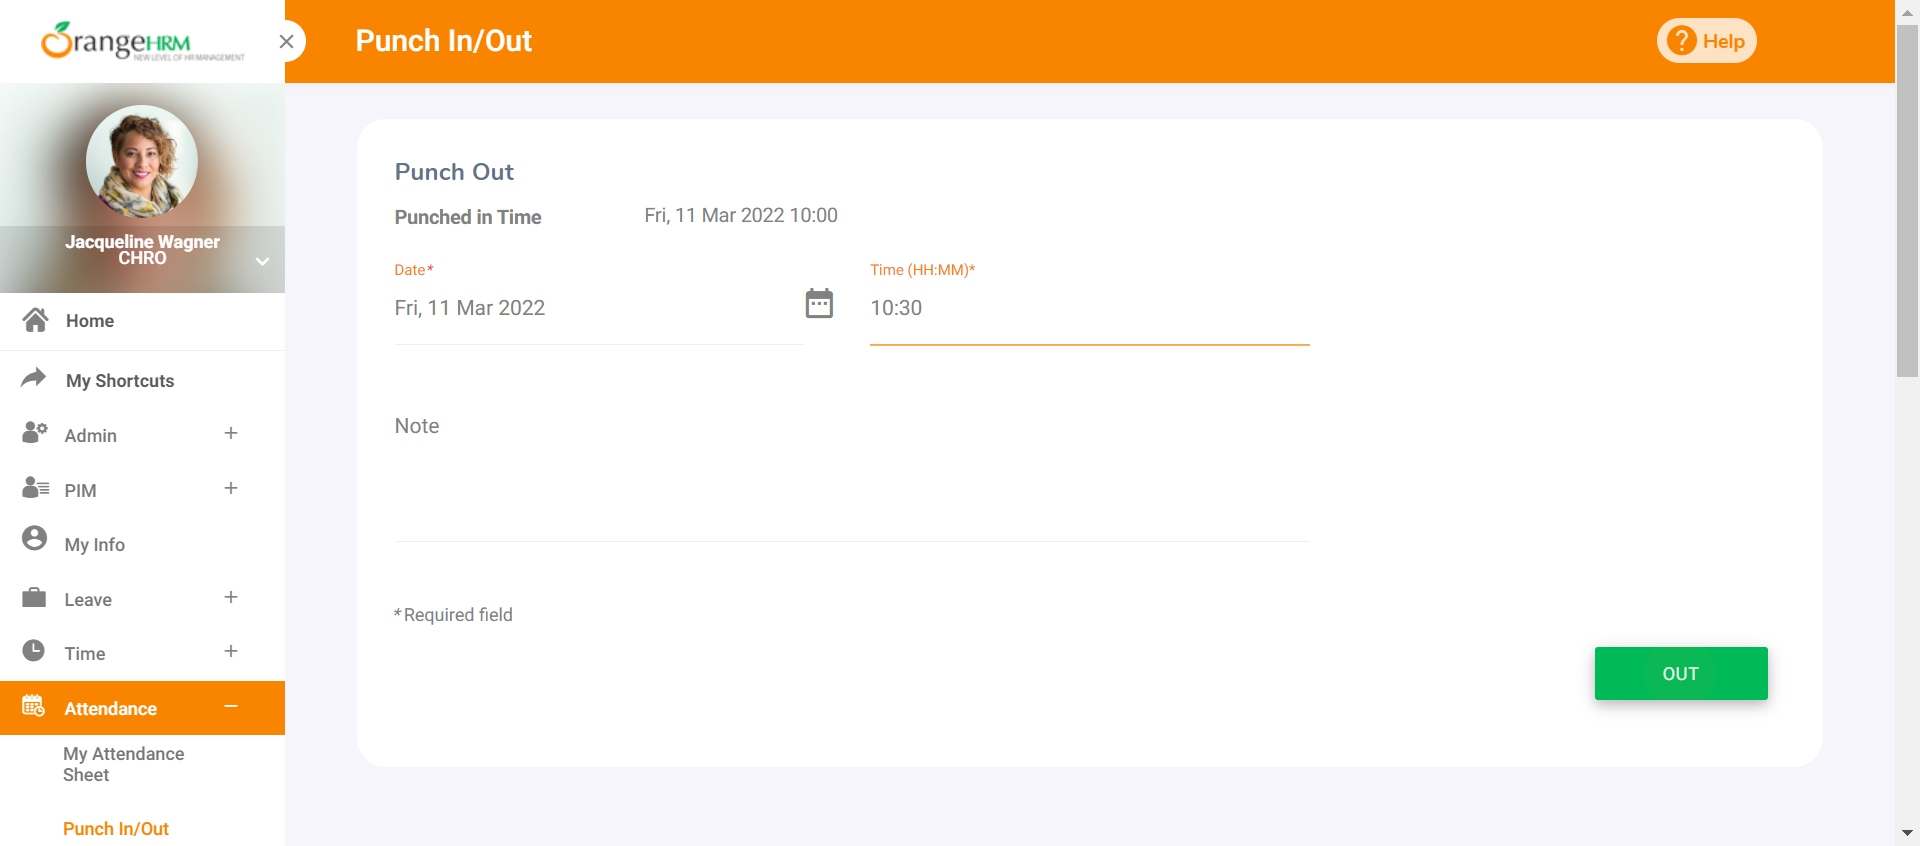 OrangeHRM
NEW LEVEL OF HR MANAGEMENT
Punch In/Out
? Help
Jacqueline Wagner
CHRO
Home
My Shortcuts
Admin
PIM
My Info
Leave
Time
Attendance
My Attendance
Sheet
Punch In/Out
Punch Out
Punched in Time Fri, 11 Mar 2022 10:00
Date* Time (HH:MM)*
Fri, 11 Mar 2022 10:30
Note
* Required field
OUT